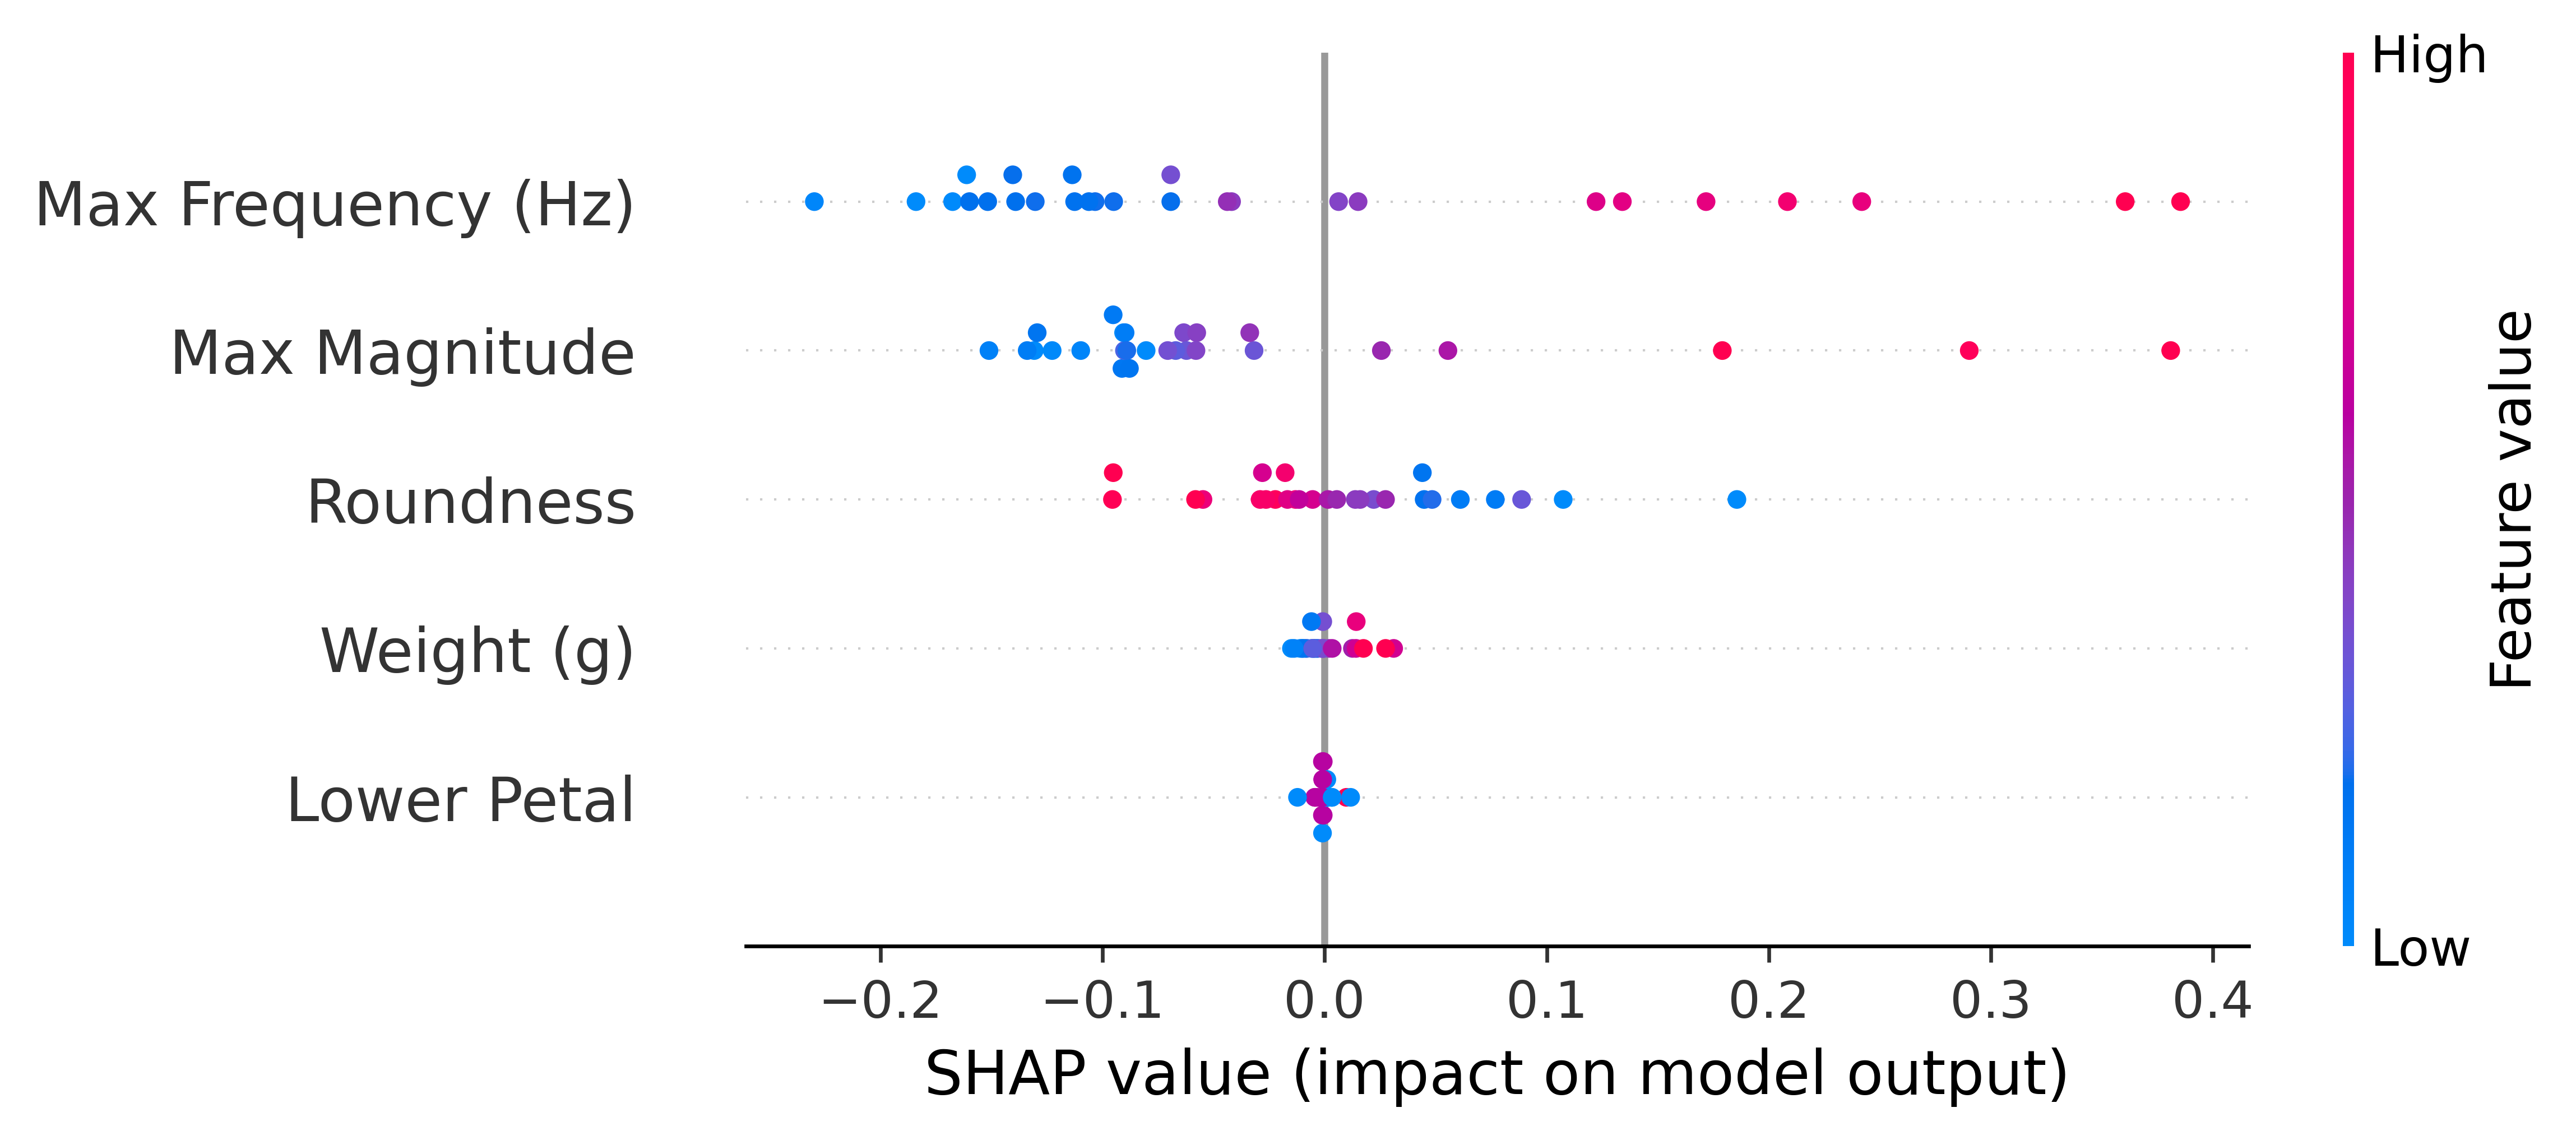 High
Max Frequency (Hz)
Max Magnitude
Roundness
Weight (g)
Lower Petal
Feature value
Low
−0.2 −0.1 0.0 0.1 0.2 0.3 0.4
SHAP value (impact on model output)